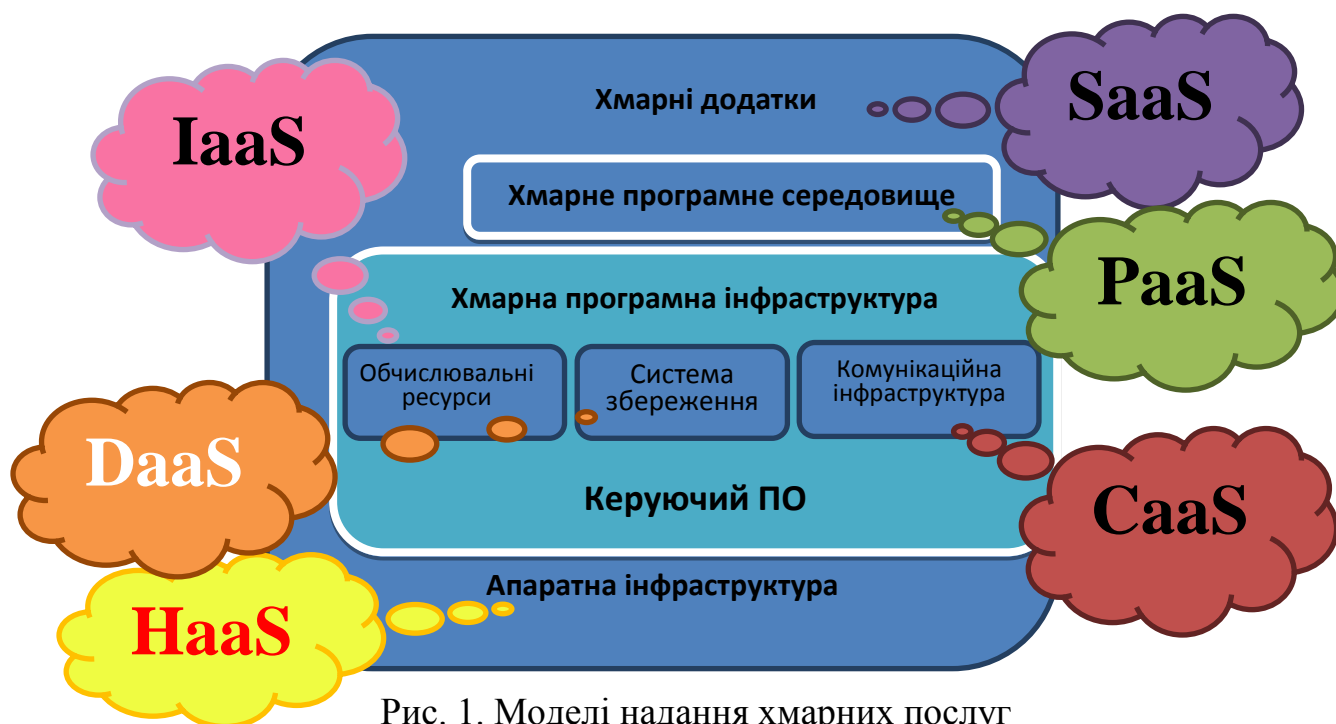 Хмарні додатки
SaaS
IaaS
Хмарне програмне середовище
PaaS
Хмарна програмна інфраструктура
Обчислювальні
ресурси
Система
збереження
Комунікаційна
інфраструктура
DaaS
Керуючий ПО
CaaS
Апаратна інфраструктура
HaaS
Рис. 1. Моделі надання хмарних послуг